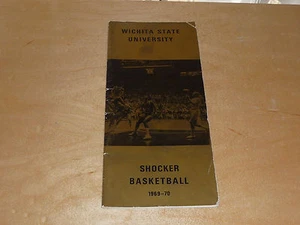 WICHITA STATE
UNIVERSITY
SHOCKER
BASKETBALL
1969-70